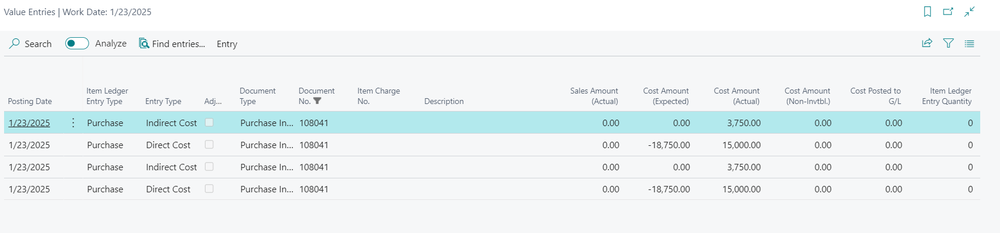 Value Entries | Work Date: 1/23/2025
Search Analyze Find entries... Entry
Posting Date Item Ledger Entry Type Entry Type Adj... Document Type Document No. Item Charge No. Description Sales Amount (Actual) Cost Amount (Expected) Cost Amount (Actual) Cost Amount (Non-Invtbl.) Cost Posted to G/L Item Ledger Entry Quantity
1/23/2025 Purchase Indirect Cost Purchase In... 108041 0.00 0.00 3,750.00 0.00 0.00 0
1/23/2025 Purchase Direct Cost Purchase In... 108041 0.00 -18,750.00 15,000.00 0.00 0.00 0
1/23/2025 Purchase Indirect Cost Purchase In... 108041 0.00 0.00 3,750.00 0.00 0.00 0
1/23/2025 Purchase Direct Cost Purchase In... 108041 0.00 -18,750.00 15,000.00 0.00 0.00 0